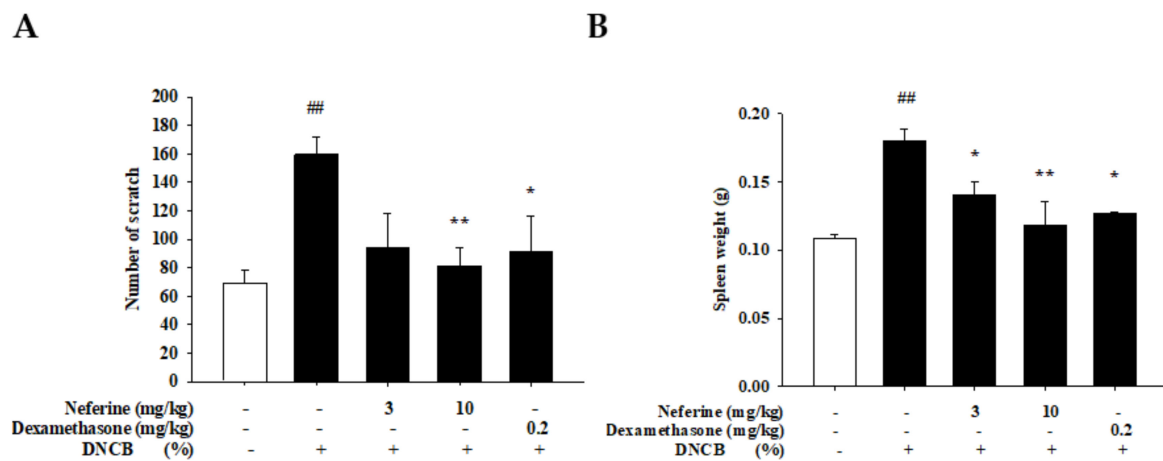 A
B
Number of scratch
200
180
160
140
120
100
80
60
40
20
0
##
**
*
Neferine (mg/kg) - - 3 10 -
Dexamethasone (mg/kg) - - - - 0.2
DNCB (%) - + + + +
Spleen weight (g)
0.20
0.15
0.10
0.05
0.00
##
*
**
*
Neferine (mg/kg) - - 3 10 -
Dexamethasone (mg/kg) - - - - 0.2
DNCB (%) - + + + +